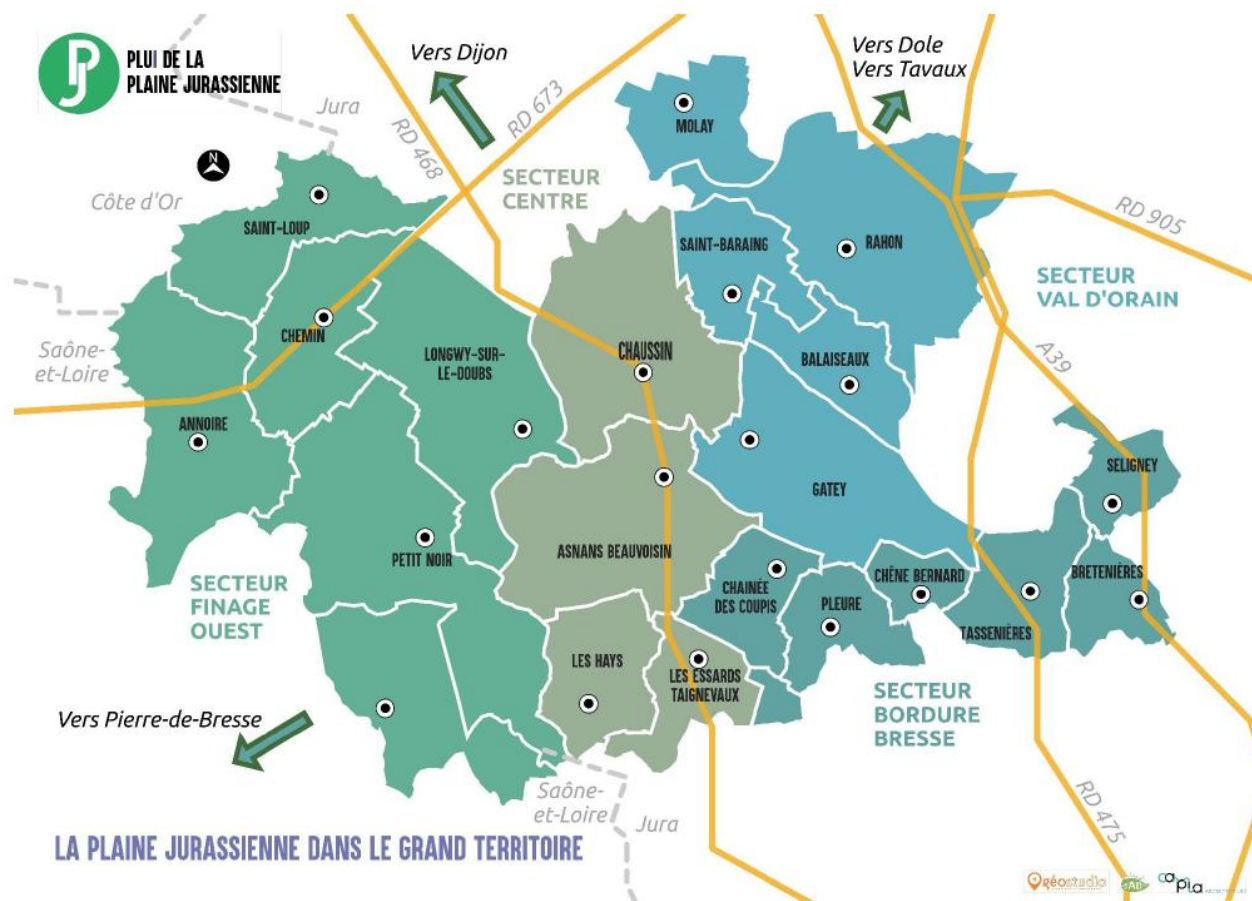 PLUI DE LA
PLAINE JURASSIENNE
PJ
Vers Dijon
Vers Dole
Vers Tavaux
Jura
RD 673
RD 468
MOLAY
N
SECTEUR
CENTRE
Côte d'Or
SAINT-LOUP
RD 905
SAINT-BARAING
RAHON
SECTEUR
VAL D'ORAIN
CHEMIN
Saône-
et-Loire
LONGWY-SUR-
LE-DOUBS
CHAUSSIN
BALAISEAUX
A39
ANNOIRE
SELIGNEY
GATEY
PETIT NOIR
ASNANS BEAUVOISIN
SECTEUR
FINAGE
OUEST
CHAINÉE
DES COUPIS
CHÊNE BERNARD
BRETENIÈRES
PLEURE
TASSENIÈRES
LES HAYS
LES ESSARDS
TAIGNEVAUX
SECTEUR
BORDURE
BRESSE
Vers Pierre-de-Bresse
Saône-
et-Loire
Jura
RD 475
LA PLAINE JURASSIENNE DANS LE GRAND TERRITOIRE
géostudio
capla